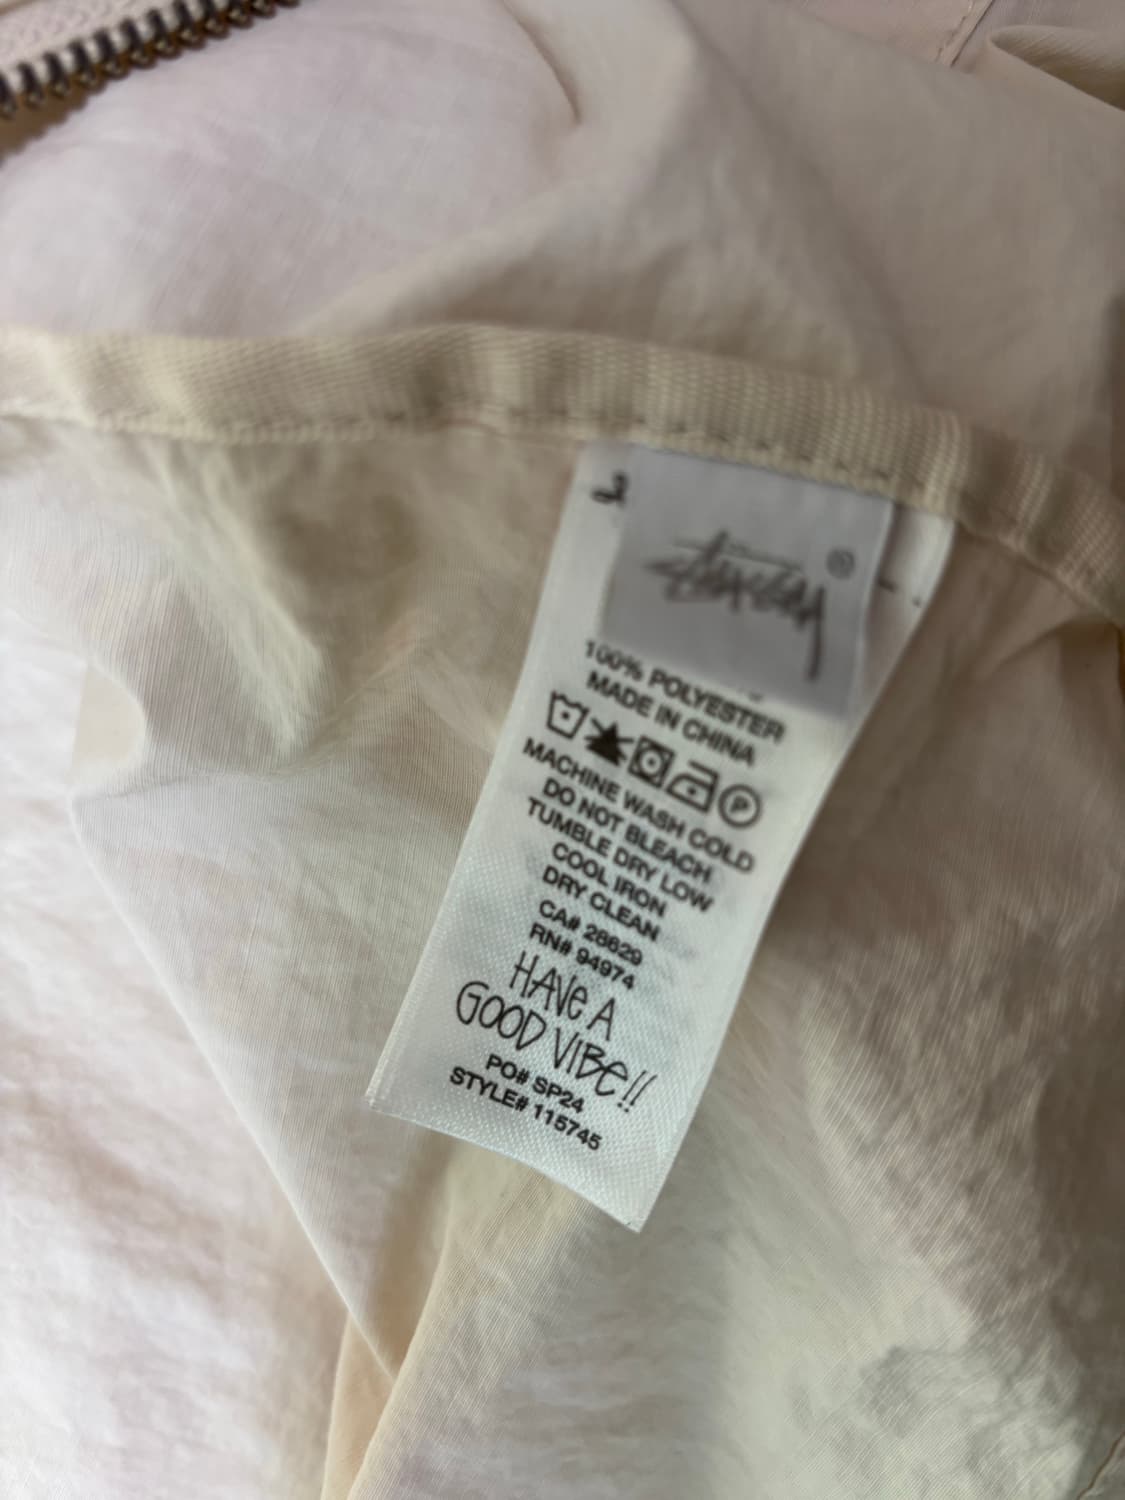 Stüssy ®
100% POLYESTER
MADE IN CHINA
P
MACHINE WASH COLD
DO NOT BLEACH
TUMBLE DRY LOW
COOL IRON
DRY CLEAN
CA# 28629
RN# 94974
HAVE A
GOOD VIBE!!
PO# SP24
STYLE# 115745